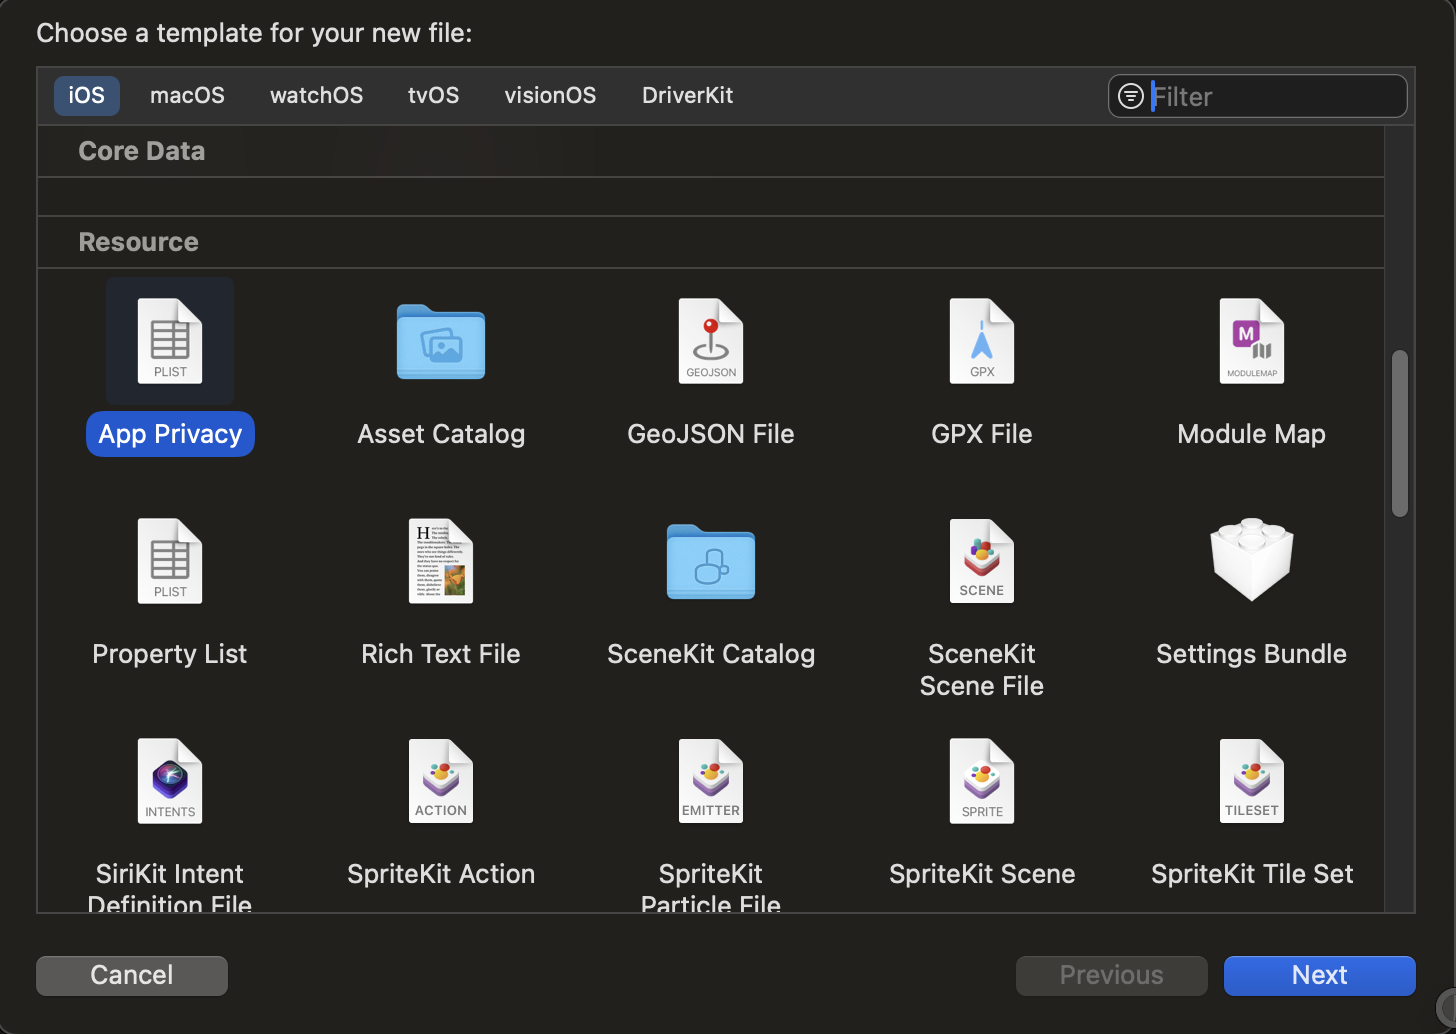 Choose a template for your new file:
iOS macOS watchOS tvOS visionOS DriverKit Filter
Core Data
Resource
PLIST GEOJSON GPX M MODULEMAP
App Privacy Asset Catalog GeoJSON File GPX File Module Map
PLIST H SCENE
Property List Rich Text File SceneKit Catalog SceneKit Scene File Settings Bundle
INTENTS ACTION EMITTER SPRITE TILESET
SiriKit Intent Definition File SpriteKit Action SpriteKit Particle File SpriteKit Scene SpriteKit Tile Set
Cancel Previous Next